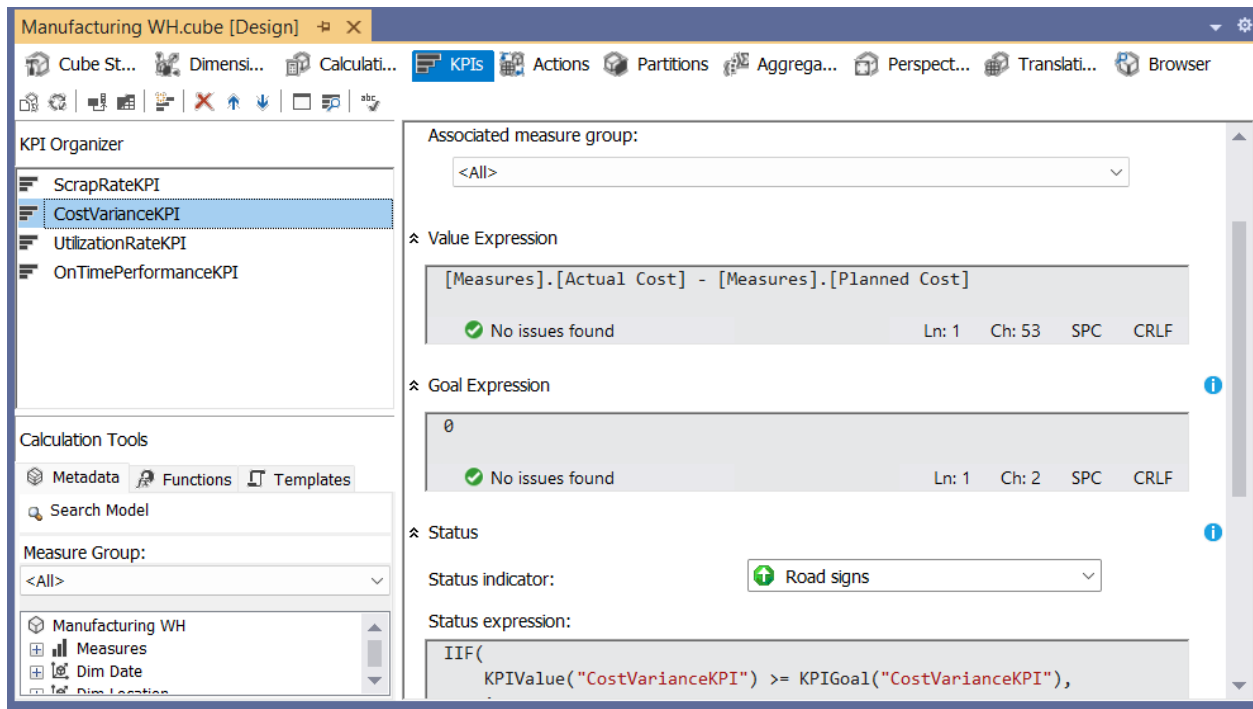 Manufacturing WH.cube [Design]
Cube St... Dimensi... Calculati... KPIs Actions Partitions Aggrega... Perspect... Translati... Browser
abc
KPI Organizer
ScrapRateKPI
CostVarianceKPI
UtilizationRateKPI
OnTimePerformanceKPI
Calculation Tools
Metadata Functions Templates
Search Model
Measure Group:
<All>
Manufacturing WH
Measures
Dim Date
Dim Location
Associated measure group:
<All>
Value Expression
[Measures].[Actual Cost] - [Measures].[Planned Cost]
No issues found Ln: 1 Ch: 53 SPC CRLF
Goal Expression
0
No issues found Ln: 1 Ch: 2 SPC CRLF
Status
Status indicator: Road signs
Status expression:
IIF(
KPIValue("CostVarianceKPI") >= KPIGoal("CostVarianceKPI"),